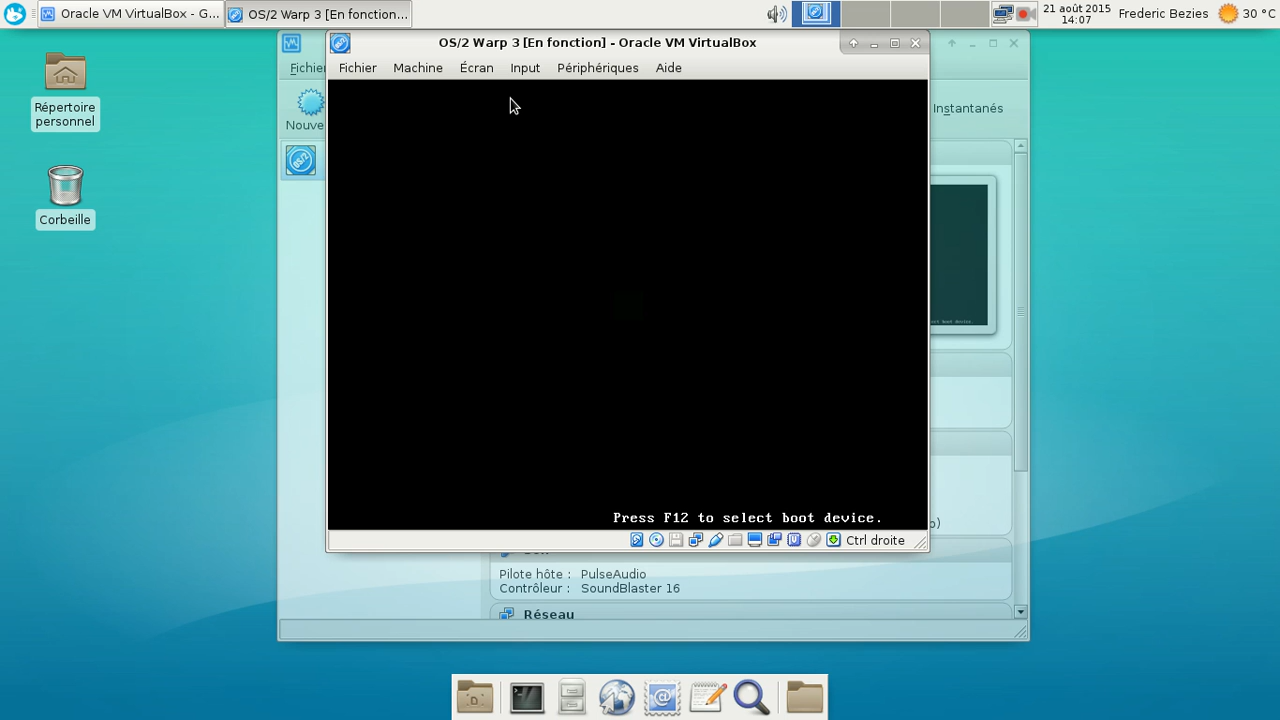 Oracle VM VirtualBox - G...
OS/2 Warp 3 [En fonction...
21 août 2015
14:07
Frederic Bezies
30 °C
OS/2 Warp 3 [En fonction] - Oracle VM VirtualBox
Fichier
Machine
Écran
Input
Périphériques
Aide
Répertoire
personnel
Corbeille
Fichier
Nouve
Instantanés
OS/2
Press F12 to select boot device.
Ctrl droite
Pilote hôte : PulseAudio
Contrôleur : SoundBlaster 16
Réseau